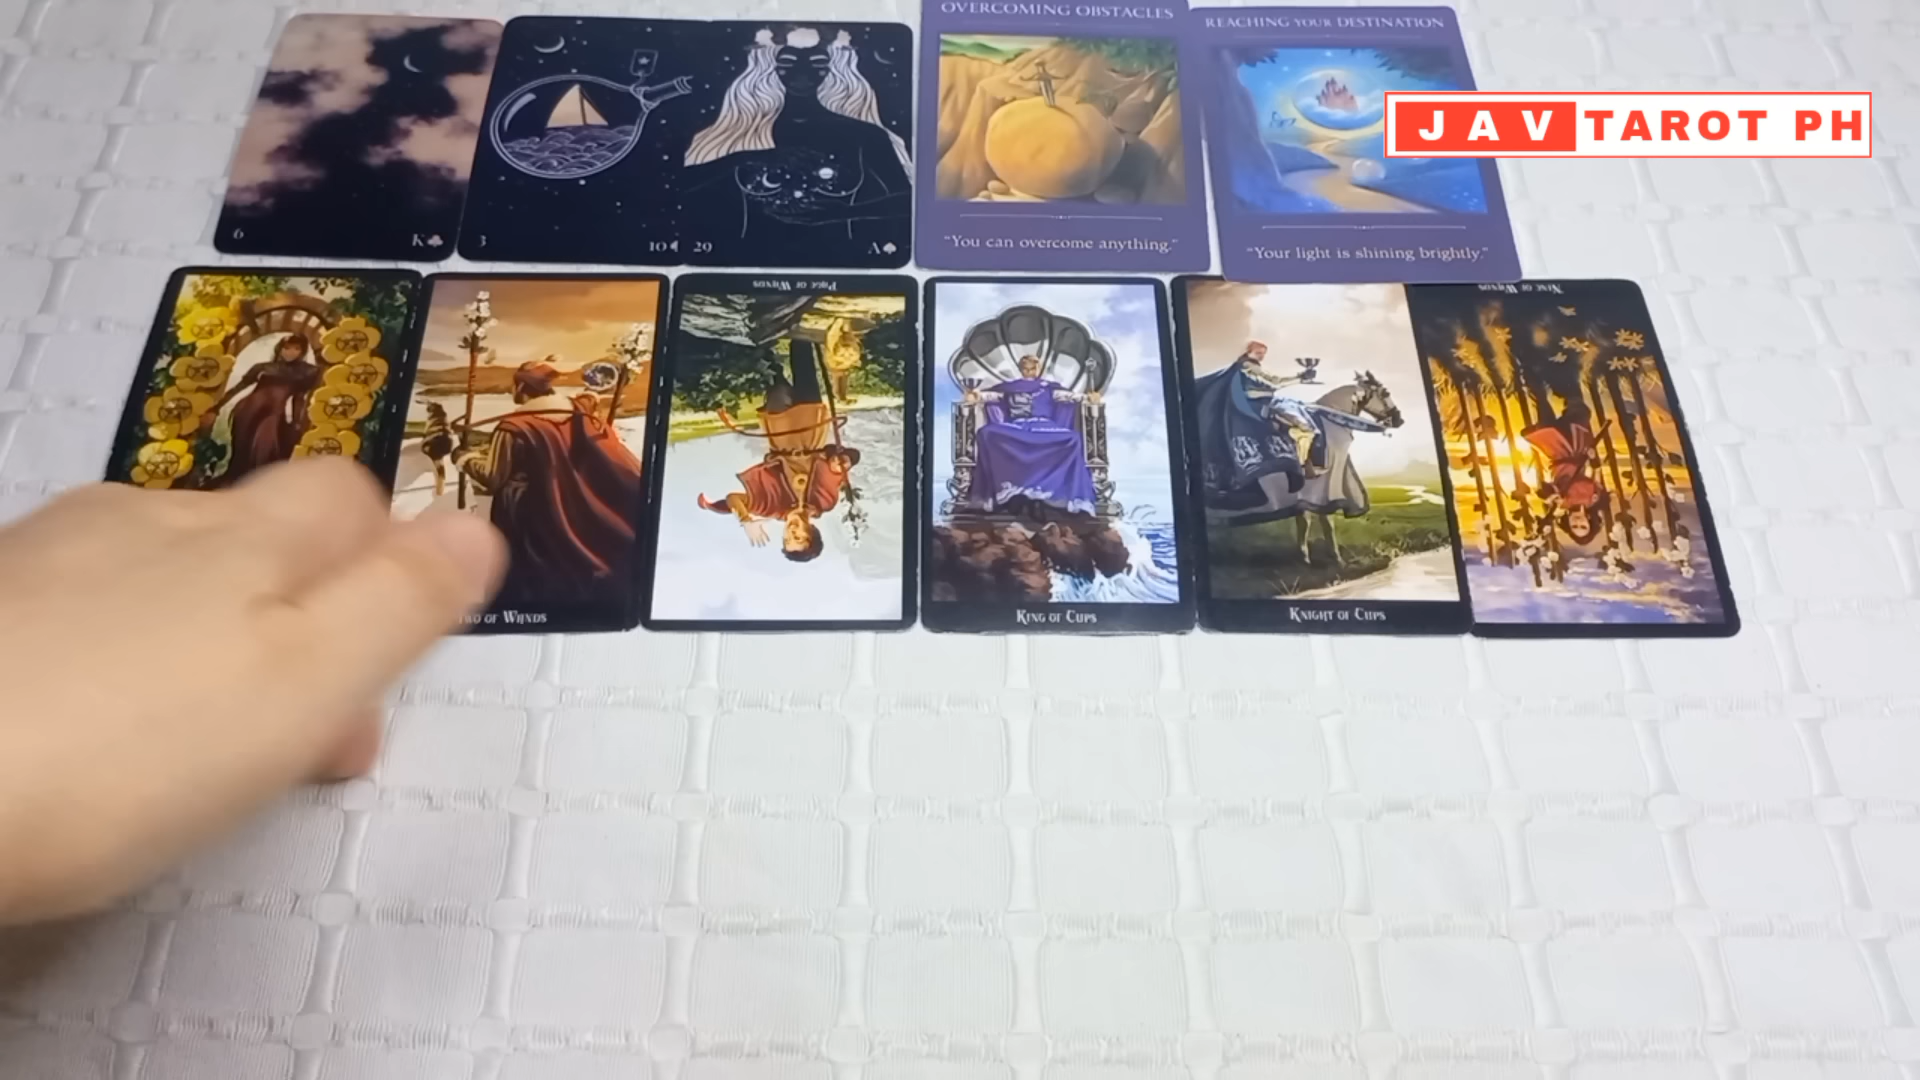 OVERCOMING OBSTACLES
REACHING YOUR DESTINATION
JAV TAROT PH
6
K♣
3
10
29
A♠
"You can overcome anything."
"Your light is shining brightly."
PAGE OF WANDS
NINE OF WANDS
OF WANDS
KING OF CUPS
KNIGHT OF CUPS